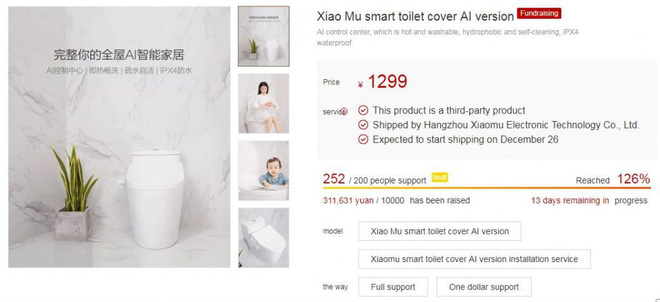 完整你的全屋AI智能家居
AI控制中心 | 即热畅洗 | 疏水自洁 | IPX4防水
Xiao Mu smart toilet cover AI version Fundraising
AI control center, which is hot and washable, hydrophobic and self-cleaning, IPX4
waterproof
Price ¥ 1299
service
This product is a third-party product
Shipped by Hangzhou Xiaomu Electronic Technology Co., Ltd.
Expected to start shipping on December 26
252 / 200 people support Reached 126%
311,631 yuan / 10000 has been raised 13 days remaining in progress
model Xiao Mu smart toilet cover AI version
Xiaomu smart toilet cover AI version installation service
the way Full support One dollar support